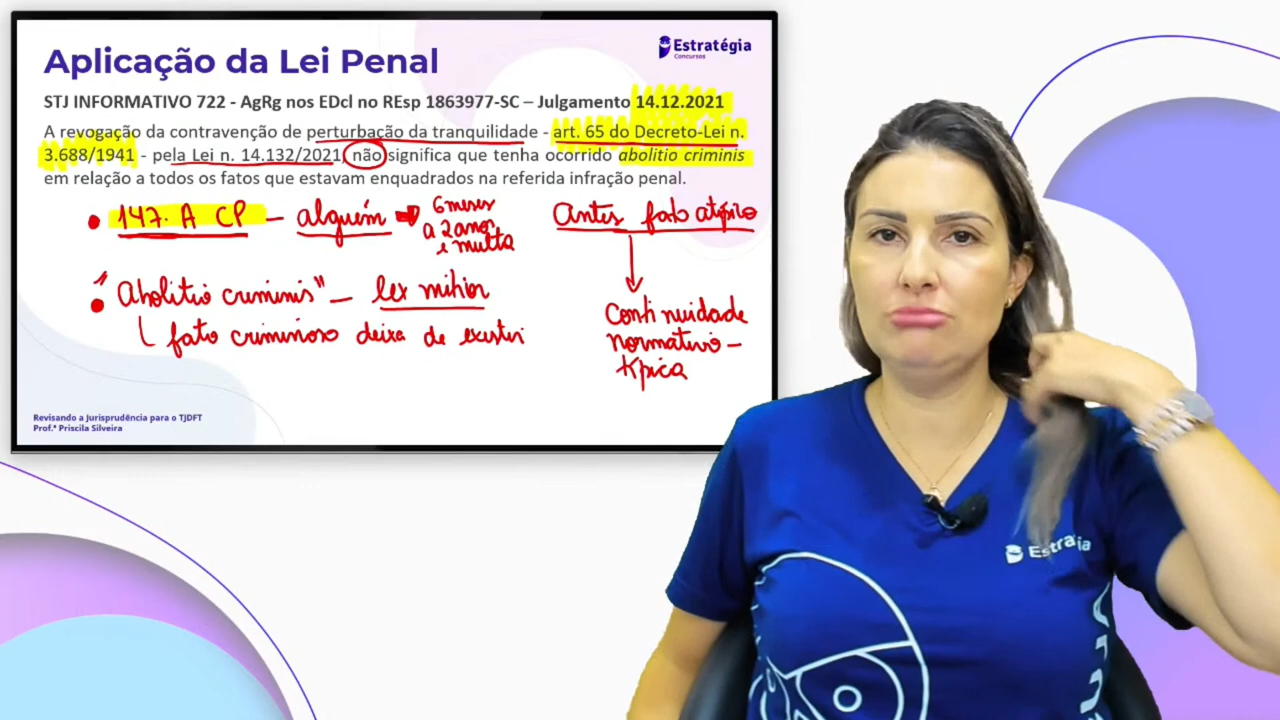 Aplicação da Lei Penal
Estratégia
Concursos
STJ INFORMATIVO 722 - AgRg nos EDcl no REsp 1863977-SC – Julgamento 14.12.2021
A revogação da contravenção de perturbação da tranquilidade - art. 65 do Decreto-Lei n.
3.688/1941 - pela Lei n. 14.132/2021, não significa que tenha ocorrido abolitio criminis
em relação a todos os fatos que estavam enquadrados na referida infração penal.
• 147. A CP – alguém → 6 meses
a 2 anos
e multa
Antes fato atípico
"Abolitio criminis" – lex mitior
fato criminoso deixa de existir
Continuidade
normativo –
típica
Revisando a Jurisprudência para o TJDFT
Prof.ª Priscila Silveira